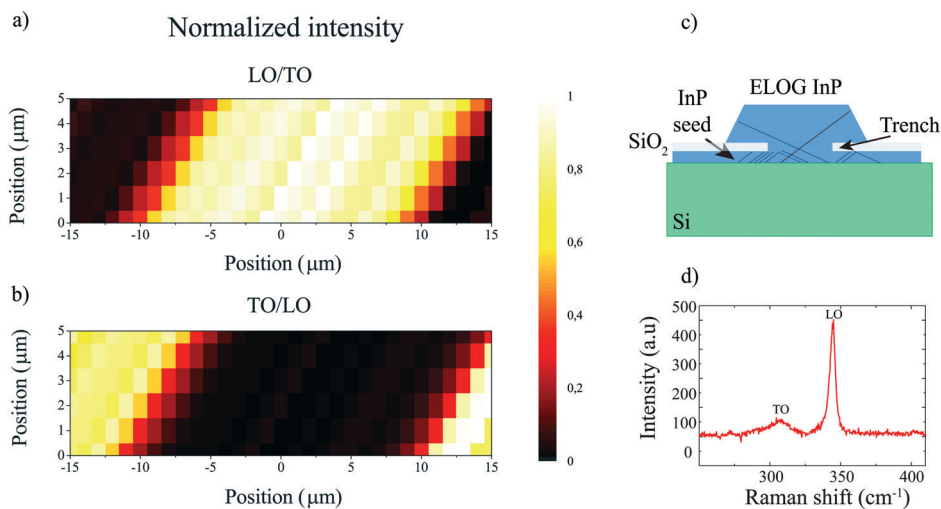 a)
Normalized intensity
LO/TO
5
4
3
2
1
0
Position (μm)
-15
-10
-5
0
5
10
15
Position (μm)
b)
TO/LO
5
4
3
2
1
0
Position (μm)
-15
-10
-5
0
5
10
15
Position (μm)
1
0,8
0,6
0,4
0,2
0
c)
InP
seed
ELOG InP
Trench
SiO2
Si
d)
500
400
300
200
100
0
Intensity (a.u)
TO
LO
300
350
400
Raman shift (cm-1)